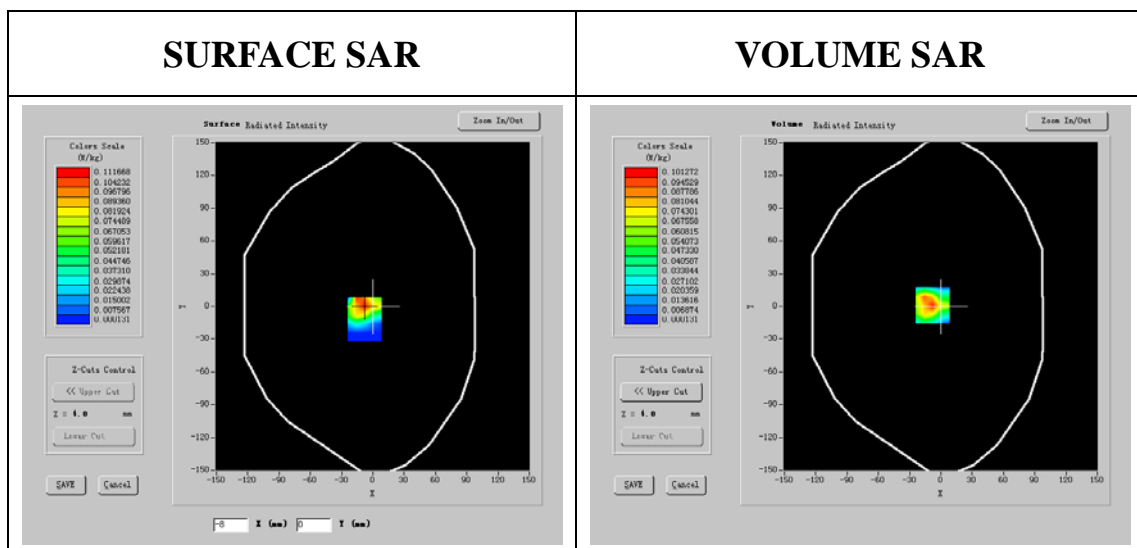 SURFACE SAR
VOLUME SAR
Surface Radiated Intensity
Zoom In/Out
Colors Scale
(W/kg)
0.111668
0.104232
0.096796
0.089360
0.081924
0.074489
0.067053
0.059617
0.052181
0.044746
0.037310
0.029874
0.022438
0.015002
0.007567
0.000131
150
90
60
30
0
-30
-60
-90
-120
-150
Y
-150 -120 -90 -60 -30 0 30 60 90 120 150
X
Z-Cuts Control
<< Upper Cut
Z = 4.0 mm
Lower Cut
SAVE Cancel
-8 X (mm) 0 Y (mm)
Volume Radiated Intensity
Zoom In/Out
Colors Scale
(W/kg)
0.101272
0.094529
0.087786
0.081044
0.074301
0.067558
0.060815
0.054073
0.047330
0.040587
0.033844
0.027102
0.020359
0.013616
0.006874
0.000131
150
90
60
30
0
-30
-60
-90
-120
-150
Y
-150 -120 -90 -60 -30 0 30 60 90 120 150
X
Z-Cuts Control
<< Upper Cut
Z = 4.0 mm
Lower Cut
SAVE Cancel